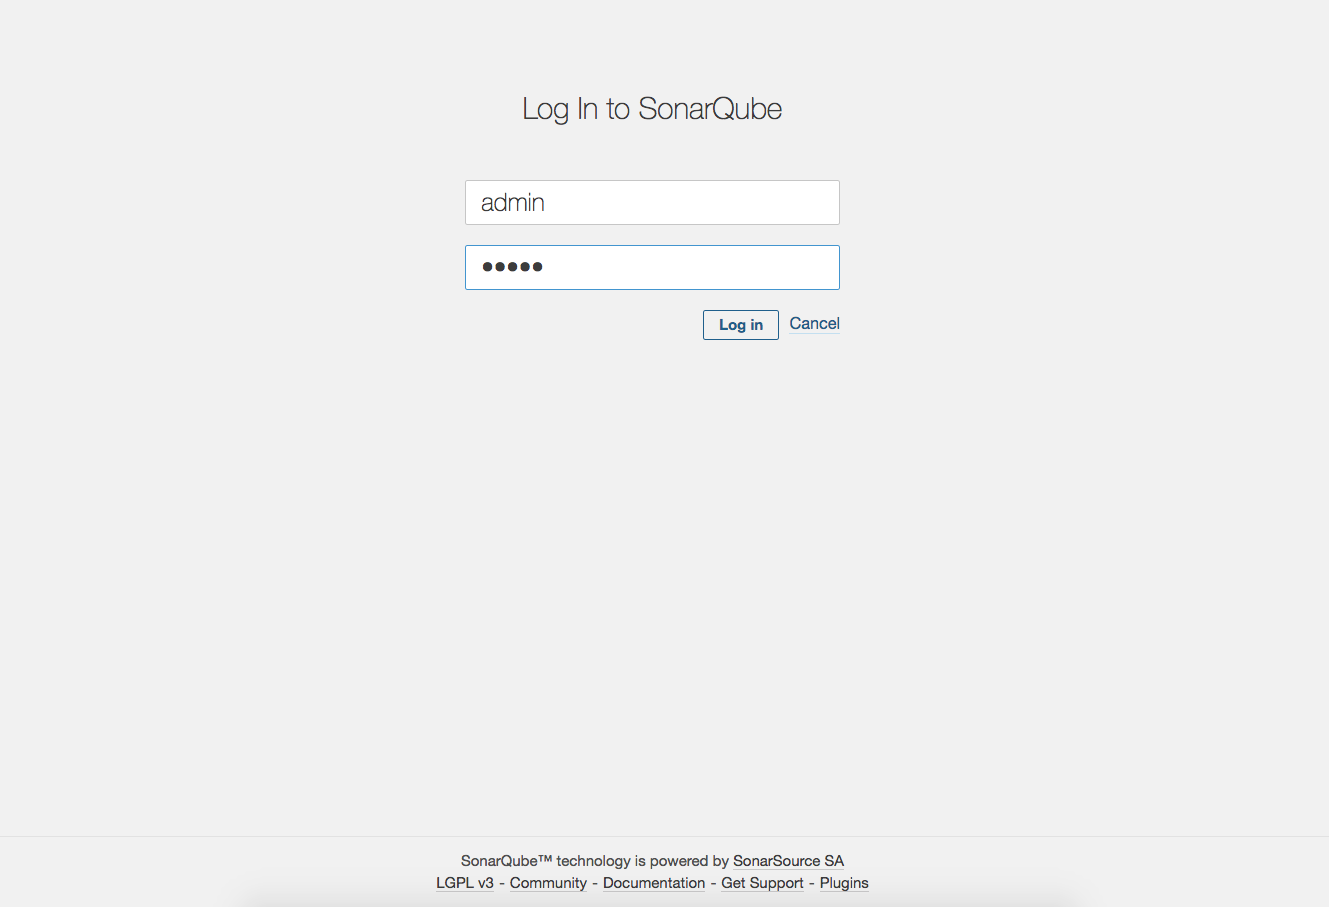 Log In to SonarQube
admin
•••••
Log in Cancel
SonarQube™ technology is powered by SonarSource SA
LGPL v3 - Community - Documentation - Get Support - Plugins